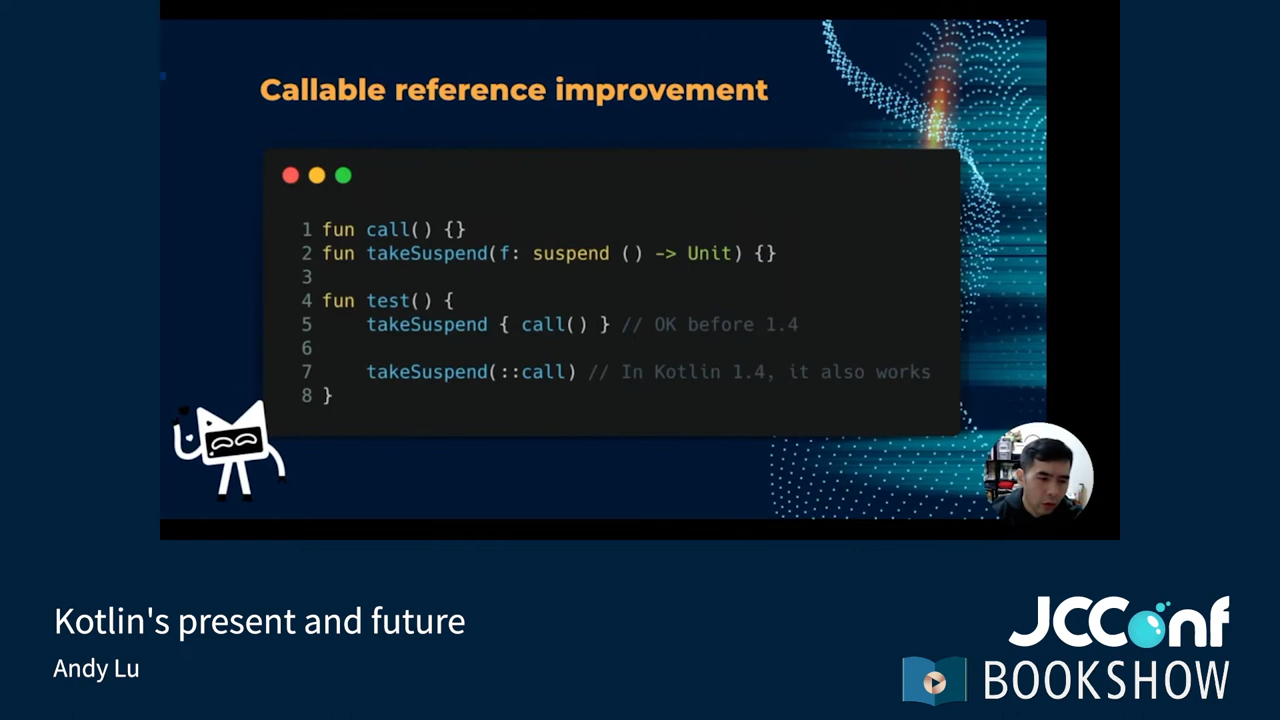 Callable reference improvement
1 fun call() {}
2 fun takeSuspend(f: suspend () -> Unit) {}
3
4 fun test() {
5     takeSuspend { call() } // OK before 1.4
6
7     takeSuspend(::call) // In Kotlin 1.4, it also works
8 }
Kotlin's present and future
Andy Lu
JCConf
BOOKSHOW